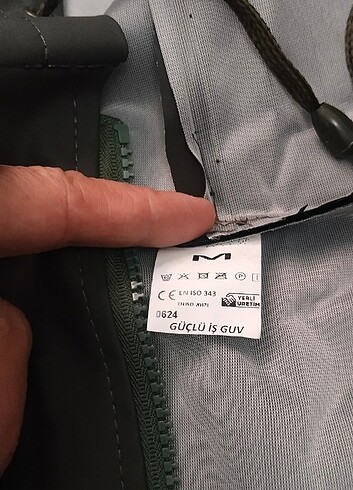 M
CE EN ISO 343
YERLİ
ÜRETİM
0624
GÜÇLÜ İŞ GUV